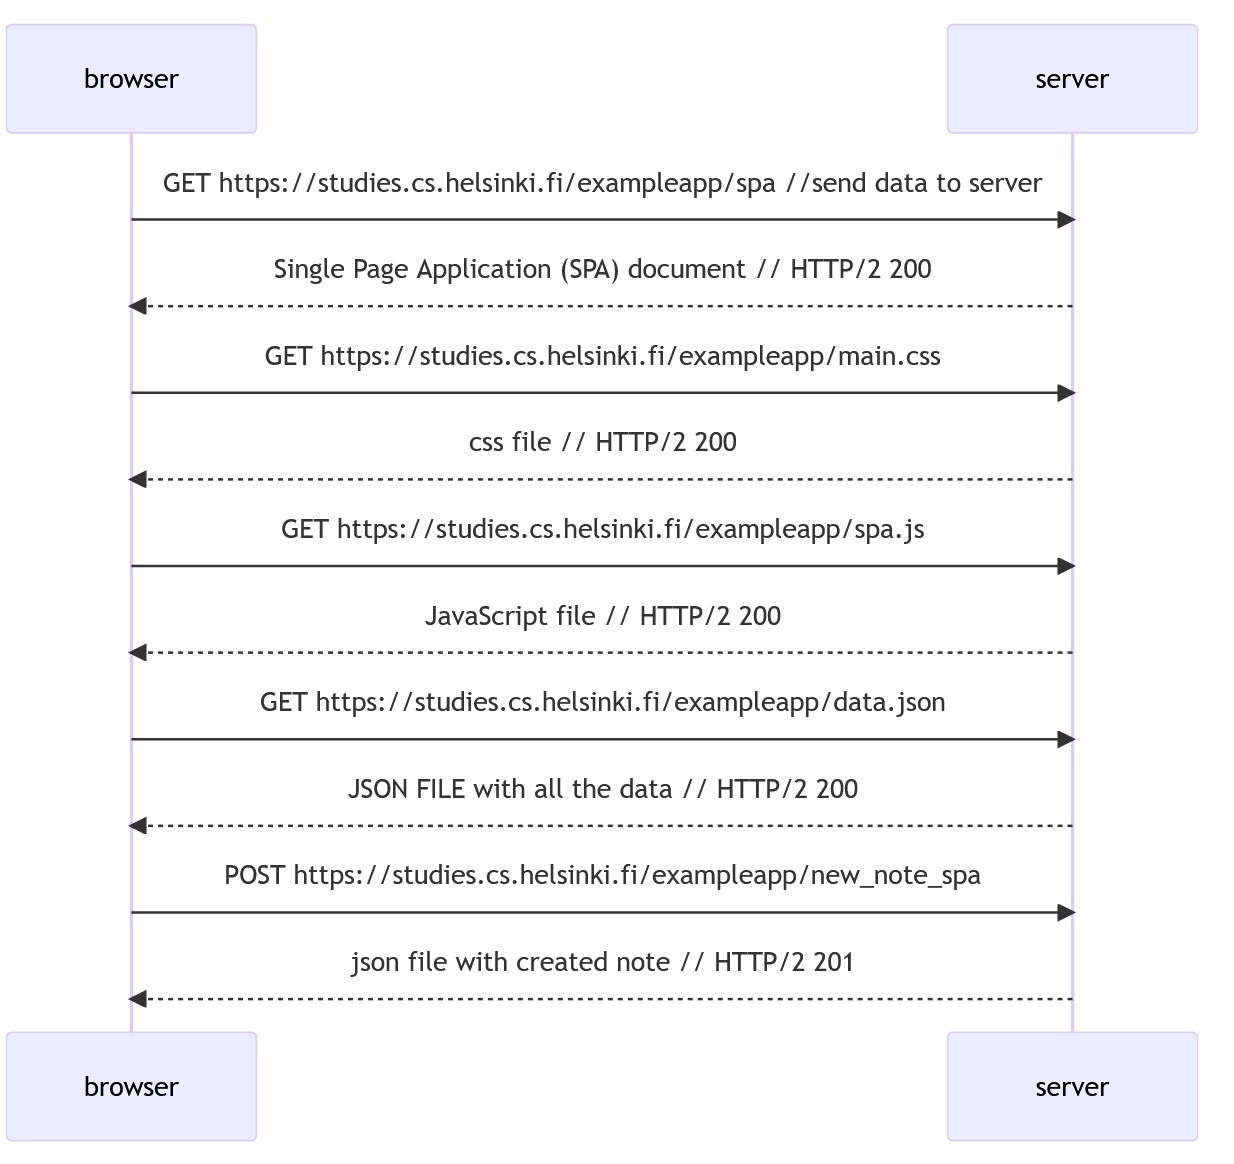 browser
server
GET https://studies.cs.helsinki.fi/exampleapp/spa //send data to server
Single Page Application (SPA) document // HTTP/2 200
GET https://studies.cs.helsinki.fi/exampleapp/main.css
css file // HTTP/2 200
GET https://studies.cs.helsinki.fi/exampleapp/spa.js
JavaScript file // HTTP/2 200
GET https://studies.cs.helsinki.fi/exampleapp/data.json
JSON FILE with all the data // HTTP/2 200
POST https://studies.cs.helsinki.fi/exampleapp/new_note_spa
json file with created note // HTTP/2 201
browser
server